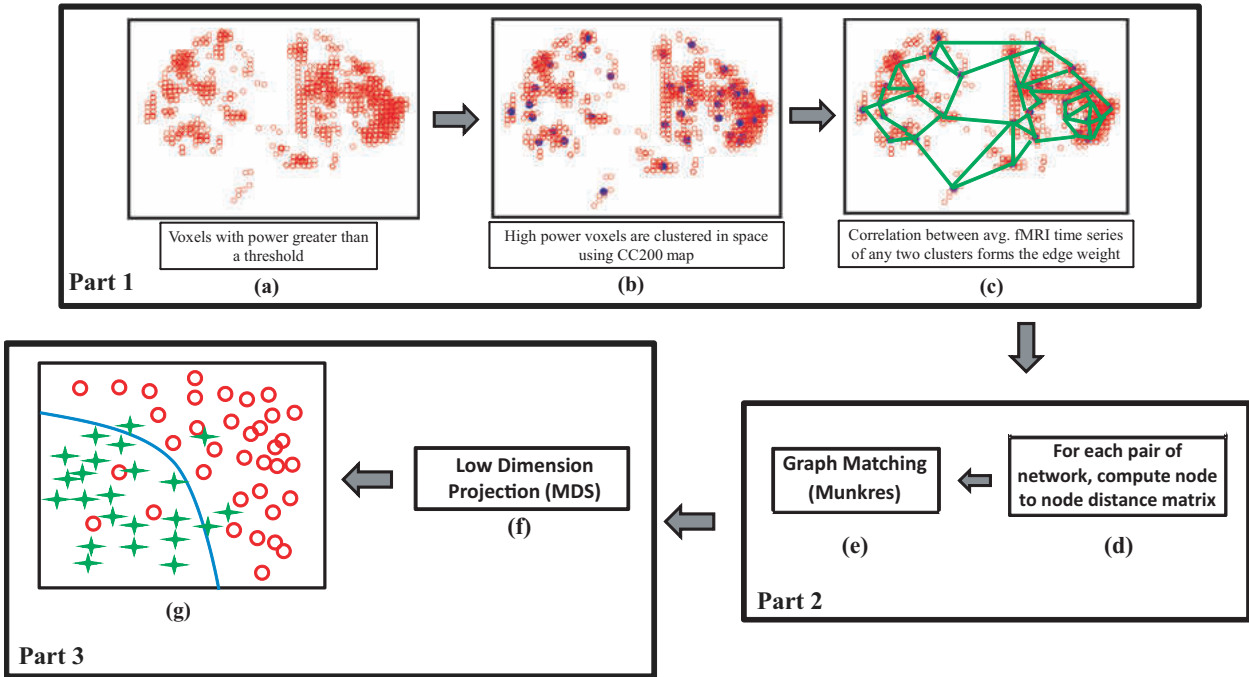 Voxels with power greater than
a threshold
(a)
High power voxels are clustered in space
using CC200 map
(b)
Correlation between avg. fMRI time series
of any two clusters forms the edge weight
(c)
Part 1
For each pair of
network, compute node
to node distance matrix
(d)
Graph Matching
(Munkres)
(e)
Part 2
Low Dimension
Projection (MDS)
(f)
(g)
Part 3